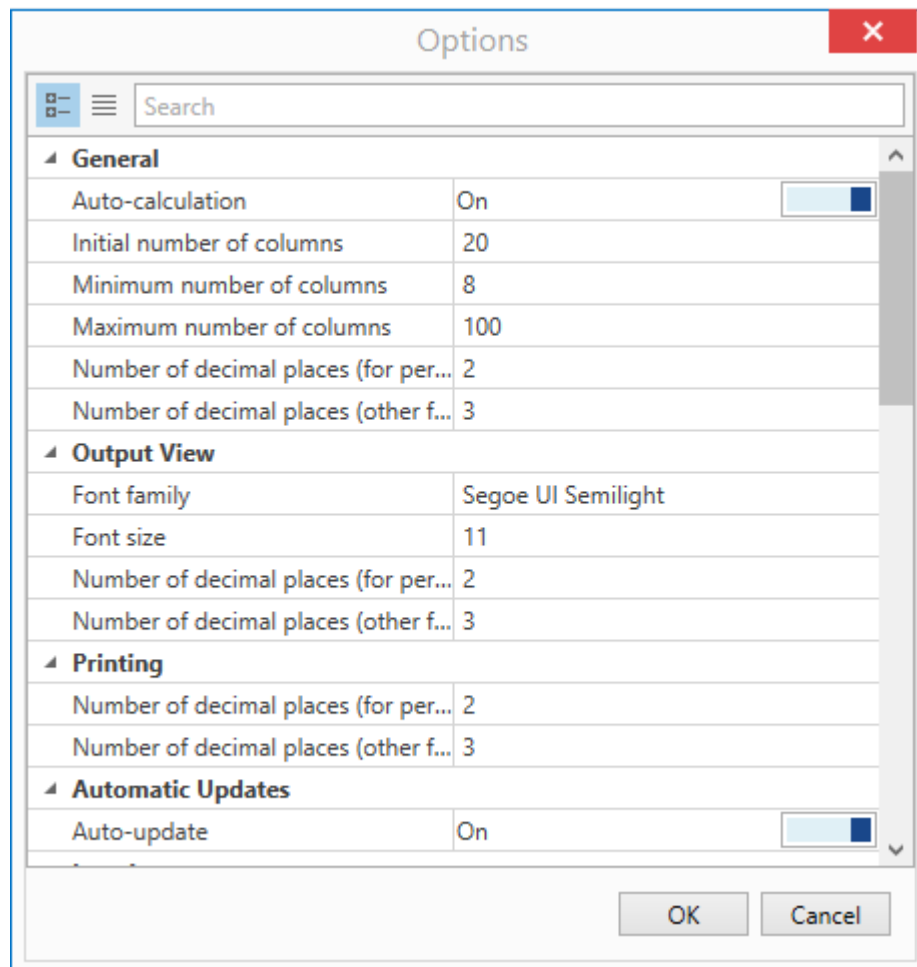 Options
Search
General
Auto-calculation On
Initial number of columns 20
Minimum number of columns 8
Maximum number of columns 100
Number of decimal places (for per... 2
Number of decimal places (other f... 3
Output View
Font family Segoe UI Semilight
Font size 11
Number of decimal places (for per... 2
Number of decimal places (other f... 3
Printing
Number of decimal places (for per... 2
Number of decimal places (other f... 3
Automatic Updates
Auto-update On
OK Cancel